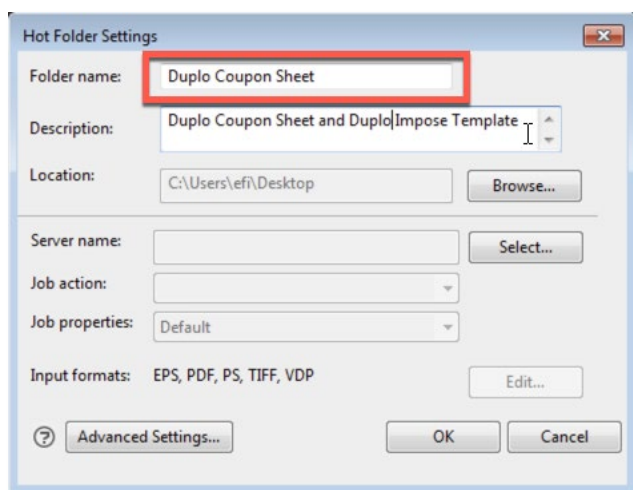 Hot Folder Settings
Folder name: Duplo Coupon Sheet
Description: Duplo Coupon Sheet and Duplo Impose Template
Location: C:\Users\efi\Desktop Browse...
Server name: Select...
Job action:
Job properties: Default
Input formats: EPS, PDF, PS, TIFF, VDP Edit...
? Advanced Settings... OK Cancel